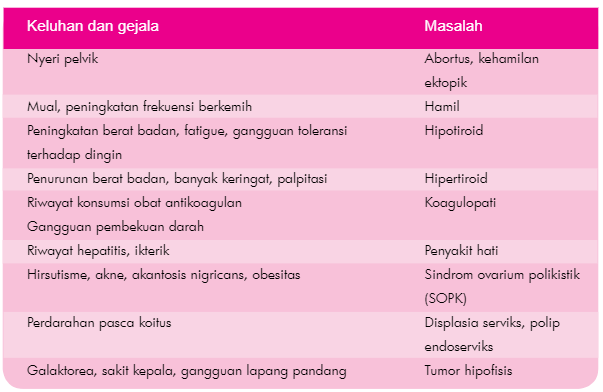 Keluhan dan gejala Masalah
Nyeri pelvik Abortus, kehamilan
ektopik
Mual, peningkatan frekuensi berkemih Hamil
Peningkatan berat badan, fatigue, gangguan toleransi Hipotiroid
terhadap dingin
Penurunan berat badan, banyak keringat, palpitasi Hipertiroid
Riwayat konsumsi obat antikoagulan Koagulopati
Gangguan pembekuan darah
Riwayat hepatitis, ikterik Penyakit hati
Hirsutisme, akne, akantosis nigricans, obesitas Sindrom ovarium polikistik
(SOPK)
Perdarahan pasca koitus Displasia serviks, polip
endoserviks
Galaktorea, sakit kepala, gangguan lapang pandang Tumor hipofisis